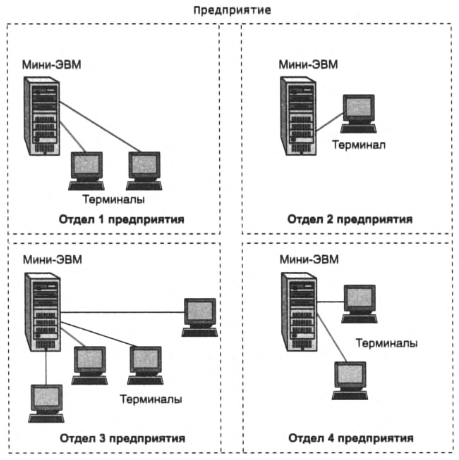 Предприятие
Мини-ЭВМ
Терминалы
Отдел 1 предприятия
Мини-ЭВМ
Терминал
Отдел 2 предприятия
Мини-ЭВМ
Терминалы
Отдел 3 предприятия
Мини-ЭВМ
Терминалы
Отдел 4 предприятия